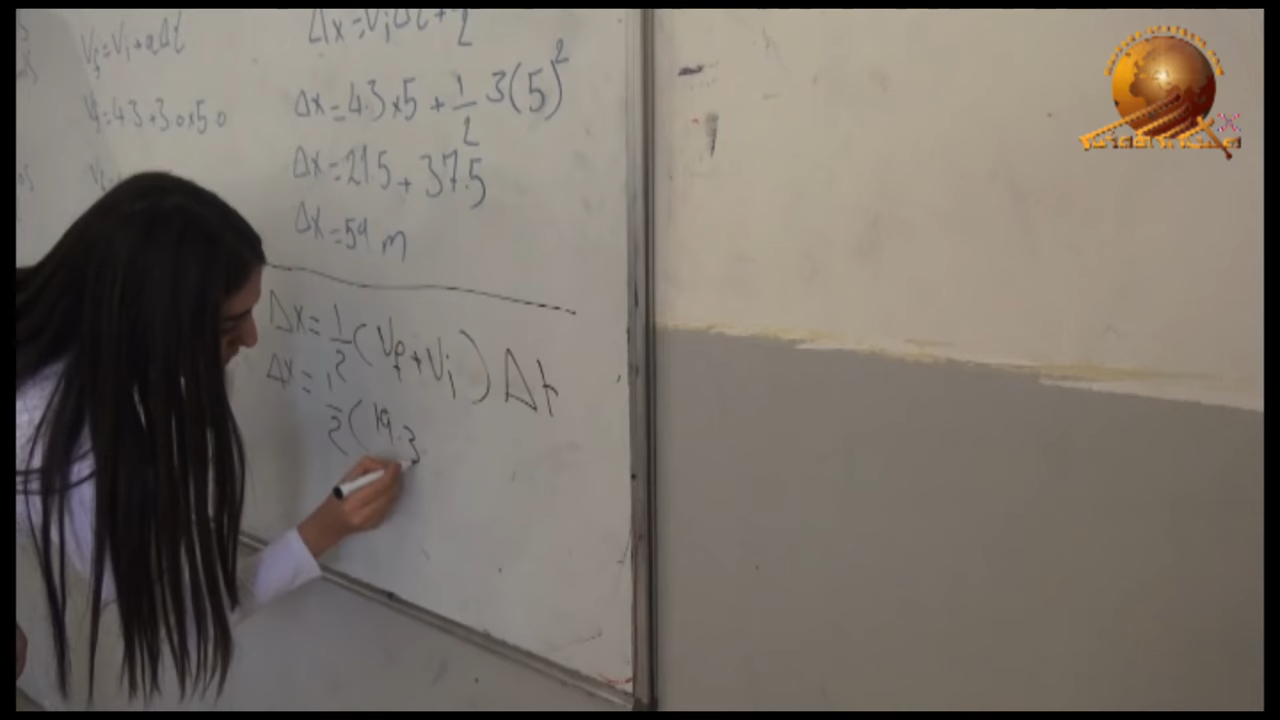 Vf=Vi+aΔt
Vf=4.3+3.0×5.0
Δx=ViΔt+
2
Δx=4.3×5+1/2 3(5)²
Δx=21.5+37.5
Δx=59 m
Δx=1/2(Vf+Vi)Δt
Δx=1/2(19.3